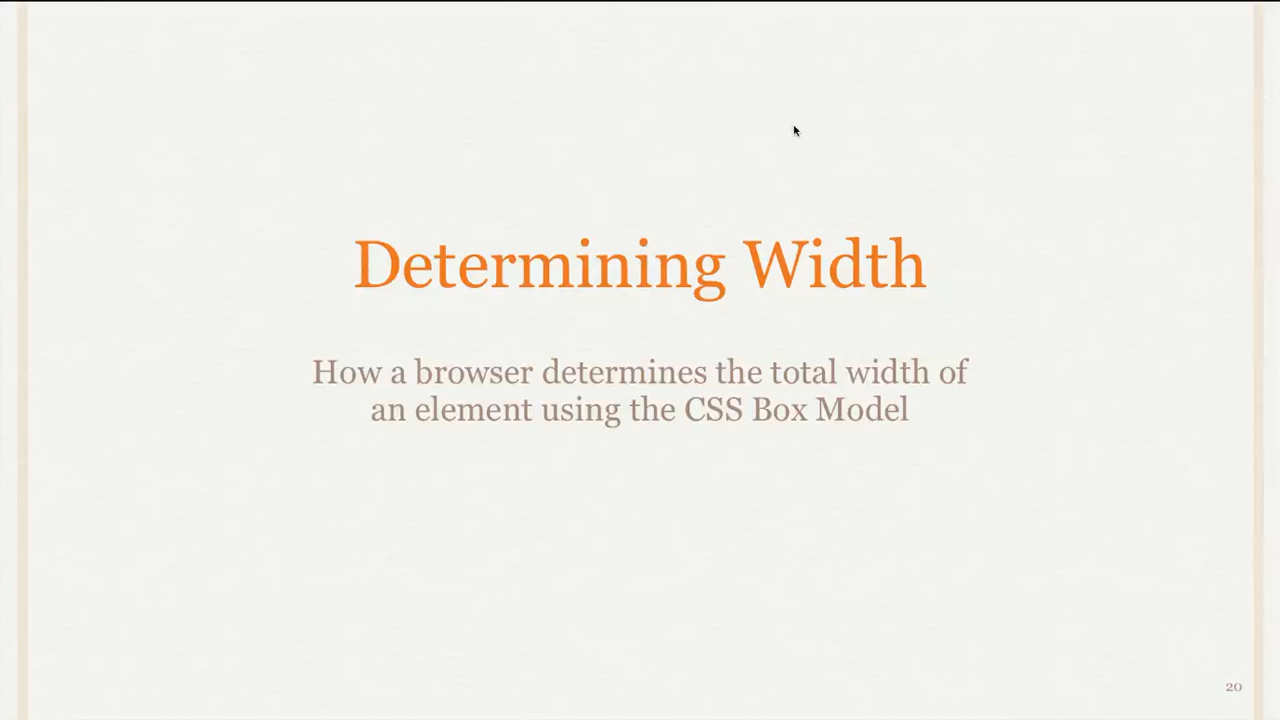 Determining Width
How a browser determines the total width of
an element using the CSS Box Model
20